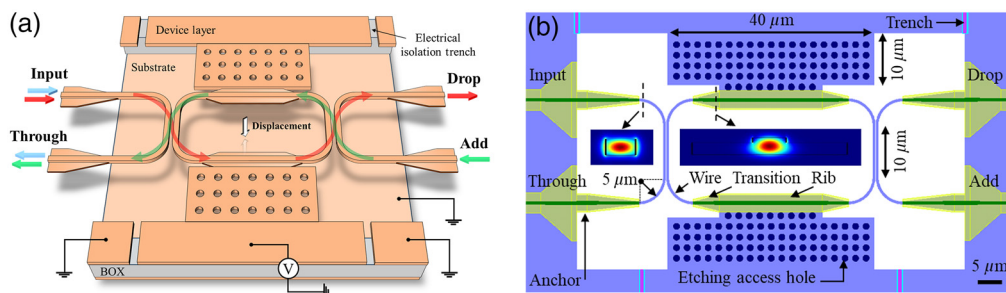 (a)
Device layer
Electrical
isolation trench
Substrate
Input
Drop
Displacement
Through
Add
BOX
V
(b)
40 µm
Trench
10 µm
Input
Drop
10 µm
5 µm
Through
Wire
Transition
Rib
Add
Anchor
Etching access hole
5 µm